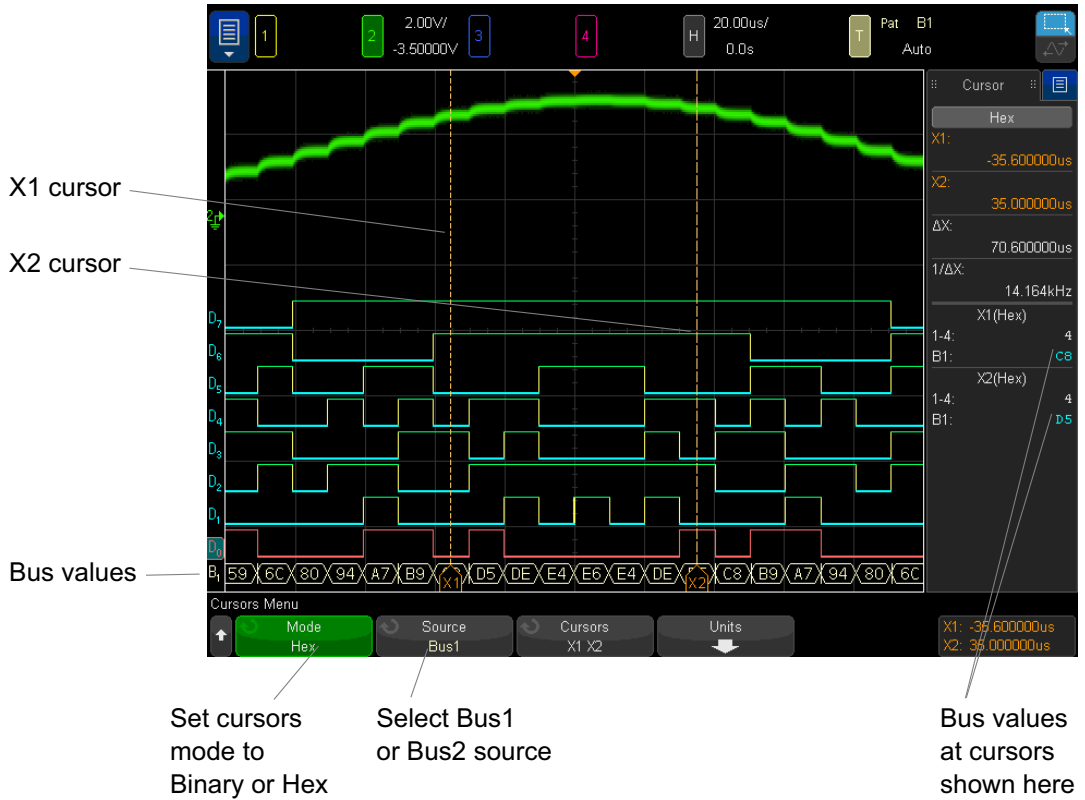 1
2
2.00V/
-3.50000V
3
4
H
20.00us/
0.0s
T
Pat B1
Auto
Cursor
Hex
X1:
-35.600000us
X2:
35.000000us
ΔX:
70.600000us
1/ΔX:
14.164kHz
X1(Hex)
1-4: 4
B1: C8
X2(Hex)
1-4: 4
B1: D5
X1 cursor
2
X2 cursor
D7
D6
D5
D4
D3
D2
D1
D0
Bus values
B1 59 6C 80 94 A7 B9 X1 D5 DE E4 E6 E4 DE X2 C8 B9 A7 94 80 6C
Cursors Menu
Mode
Hex
Source
Bus1
Cursors
X1 X2
Units
X1: -35.600000us
X2: 35.000000us
Set cursors
mode to
Binary or Hex
Select Bus1
or Bus2 source
Bus values
at cursors
shown here